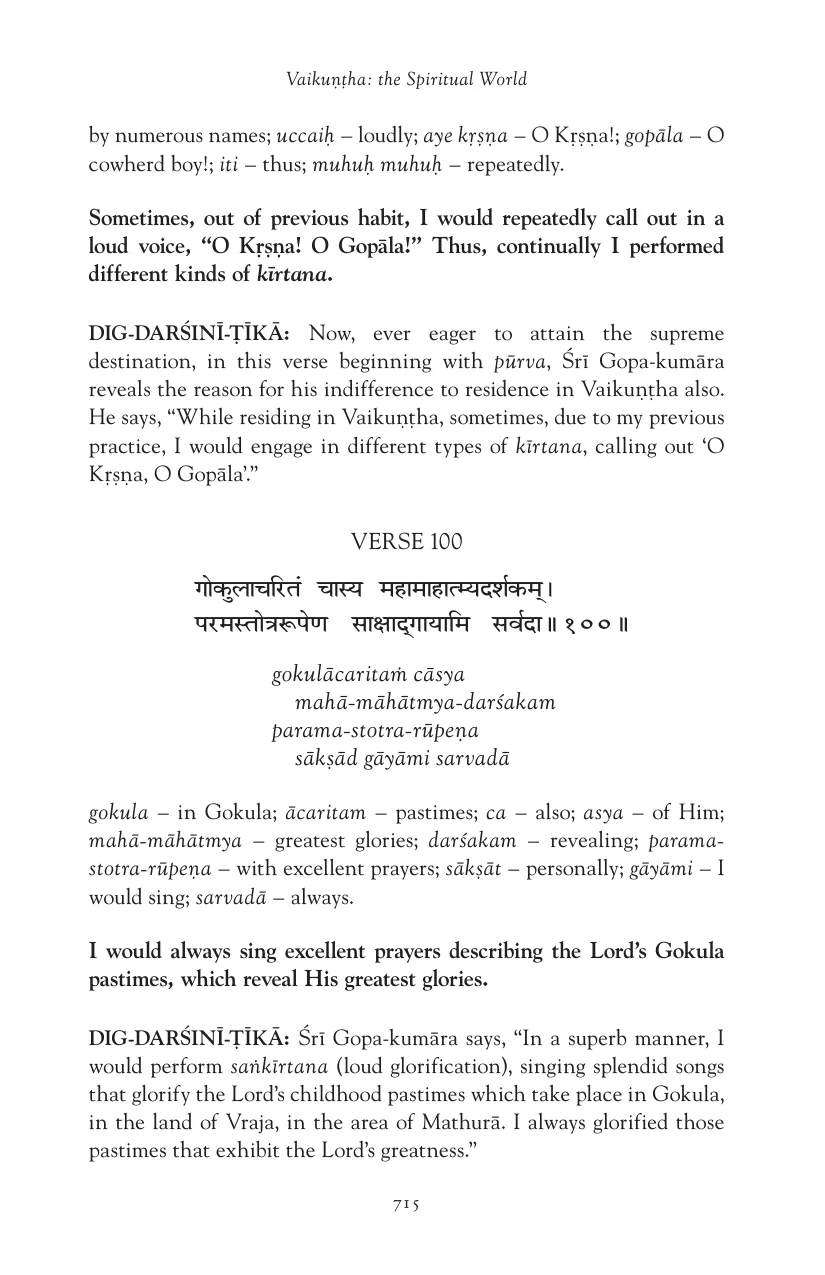 Vaikuṇṭha: the Spiritual World
by numerous names; uccaiḥ – loudly; aye kṛṣṇa – O Kṛṣṇa!; gopāla – O
cowherd boy!; iti – thus; muhuḥ muhuḥ – repeatedly.
Sometimes, out of previous habit, I would repeatedly call out in a
loud voice, “O Kṛṣṇa! O Gopāla!” Thus, continually I performed
different kinds of kīrtana.
DIG-DARŚINĪ-ṬĪKĀ: Now, ever eager to attain the supreme
destination, in this verse beginning with pūrva, Śrī Gopa-kumāra
reveals the reason for his indifference to residence in Vaikuṇṭha also.
He says, “While residing in Vaikuṇṭha, sometimes, due to my previous
practice, I would engage in different types of kīrtana, calling out ‘O
Kṛṣṇa, O Gopāla’.”
VERSE 100
गोकुलाचरितं चास्य महामाहात्म्यदर्शकम्।
परमस्तोत्ररूपेण साक्षाद्गायामि सर्वदा॥ १००॥
gokulācaritaṁ cāsya
mahā-māhātmya-darśakam
parama-stotra-rūpeṇa
sākṣād gāyāmi sarvadā
gokula – in Gokula; ācaritam – pastimes; ca – also; asya – of Him;
mahā-māhātmya – greatest glories; darśakam – revealing; parama-
stotra-rūpeṇa – with excellent prayers; sākṣāt – personally; gāyāmi – I
would sing; sarvadā – always.
I would always sing excellent prayers describing the Lord’s Gokula
pastimes, which reveal His greatest glories.
DIG-DARŚINĪ-ṬĪKĀ: Śrī Gopa-kumāra says, “In a superb manner, I
would perform saṅkīrtana (loud glorification), singing splendid songs
that glorify the Lord’s childhood pastimes which take place in Gokula,
in the land of Vraja, in the area of Mathurā. I always glorified those
pastimes that exhibit the Lord’s greatness.”
715